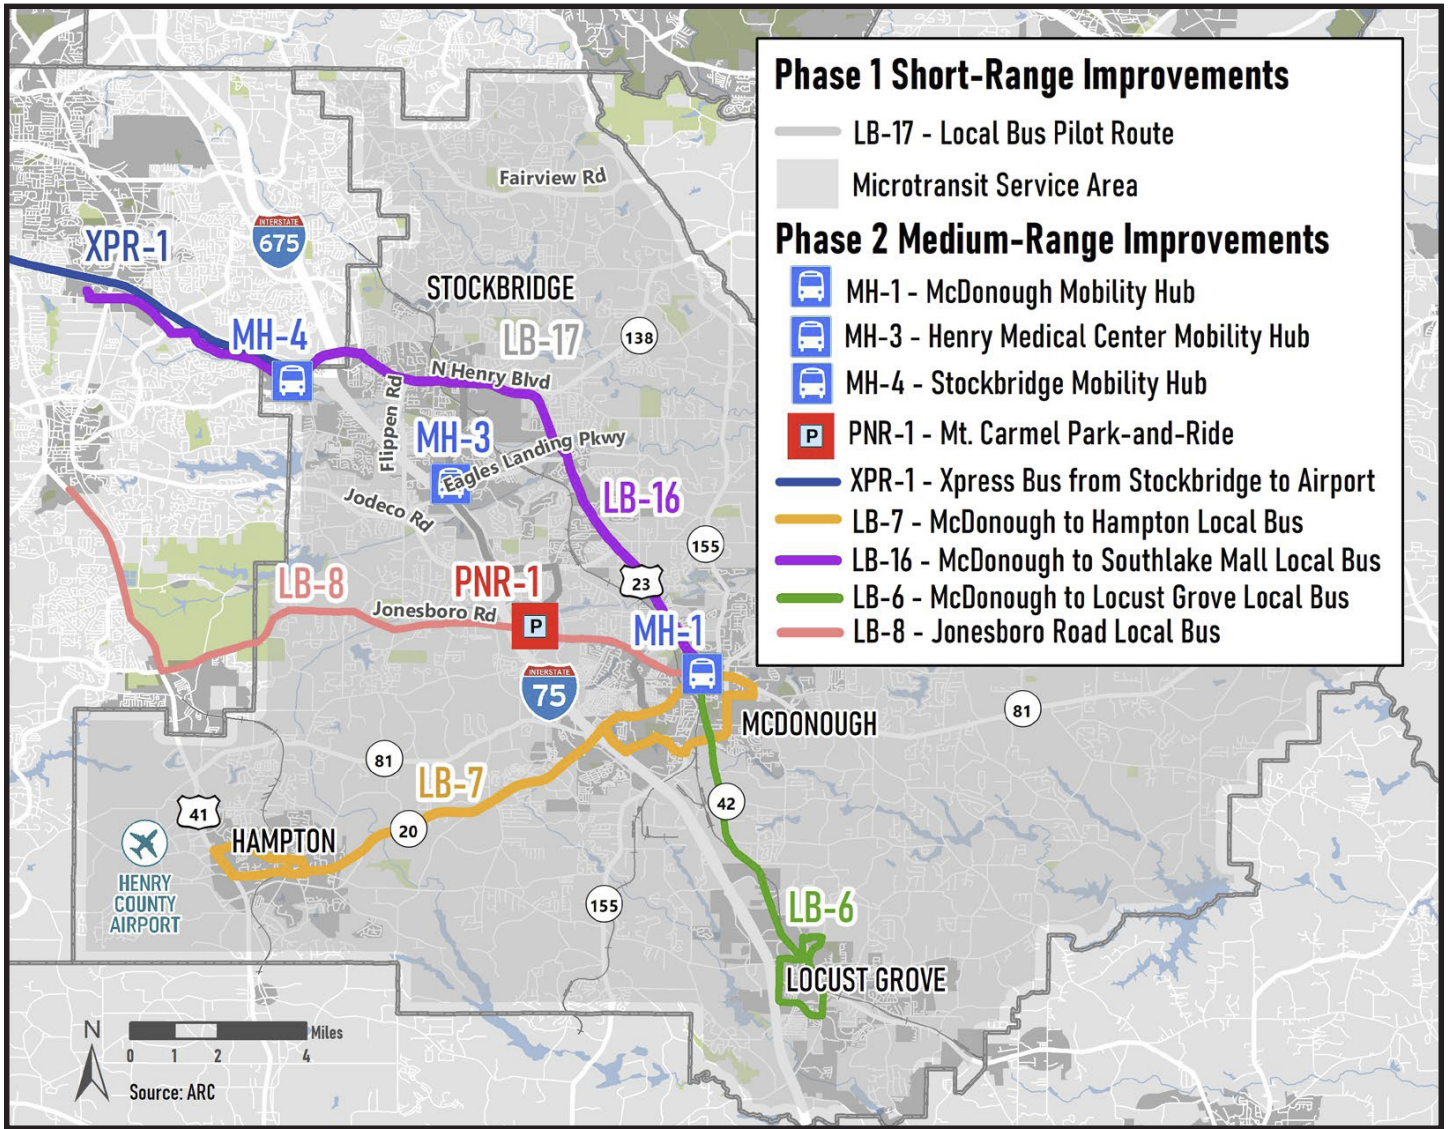 Phase 1 Short-Range Improvements
LB-17 - Local Bus Pilot Route
Microtransit Service Area
Phase 2 Medium-Range Improvements
MH-1 - McDonough Mobility Hub
MH-3 - Henry Medical Center Mobility Hub
MH-4 - Stockbridge Mobility Hub
P
PNR-1 - Mt. Carmel Park-and-Ride
XPR-1 - Xpress Bus from Stockbridge to Airport
LB-7 - McDonough to Hampton Local Bus
LB-16 - McDonough to Southlake Mall Local Bus
LB-6 - McDonough to Locust Grove Local Bus
LB-8 - Jonesboro Road Local Bus
Fairview Rd
XPR-1
INTERSTATE
675
STOCKBRIDGE
MH-4
LB-17
138
N Henry Blvd
Flippen Rd
MH-3
Eagles Landing Pkwy
Jodeco Rd
LB-16
155
LB-8
PNR-1
23
Jonesboro Rd
P
MH-1
INTERSTATE
75
MCDONOUGH
81
81
LB-7
41
20
42
HAMPTON
HENRY
COUNTY
AIRPORT
155
LB-6
LOCUST GROVE
N
Miles
0 1 2 4
Source: ARC